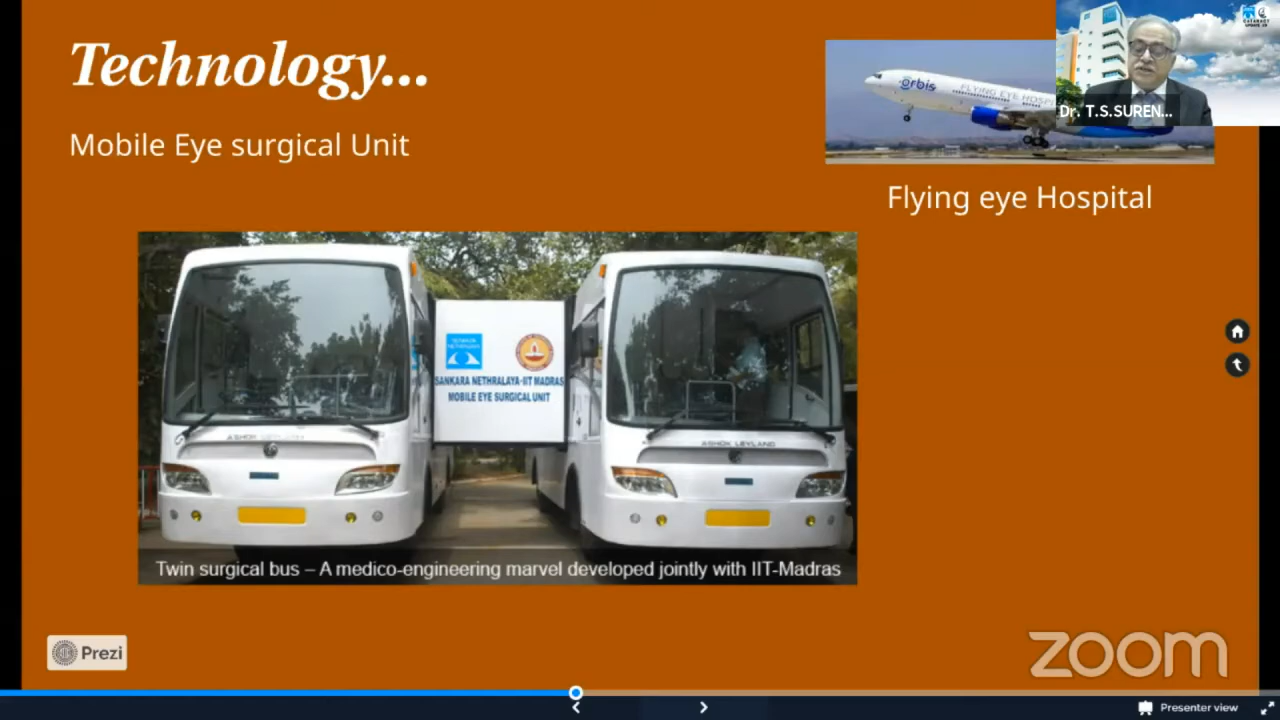 Technology...
Mobile Eye surgical Unit
orbis
FLYING EYE
Dr. T.S.SUREN...
Flying eye Hospital
SANKARA NETHRALAYA-IIT MADRAS
MOBILE EYE SURGICAL UNIT
ASHOK LEYLAND
ASHOK LEYLAND
Twin surgical bus – A medico-engineering marvel developed jointly with IIT-Madras
Prezi
zoom
Presenter view